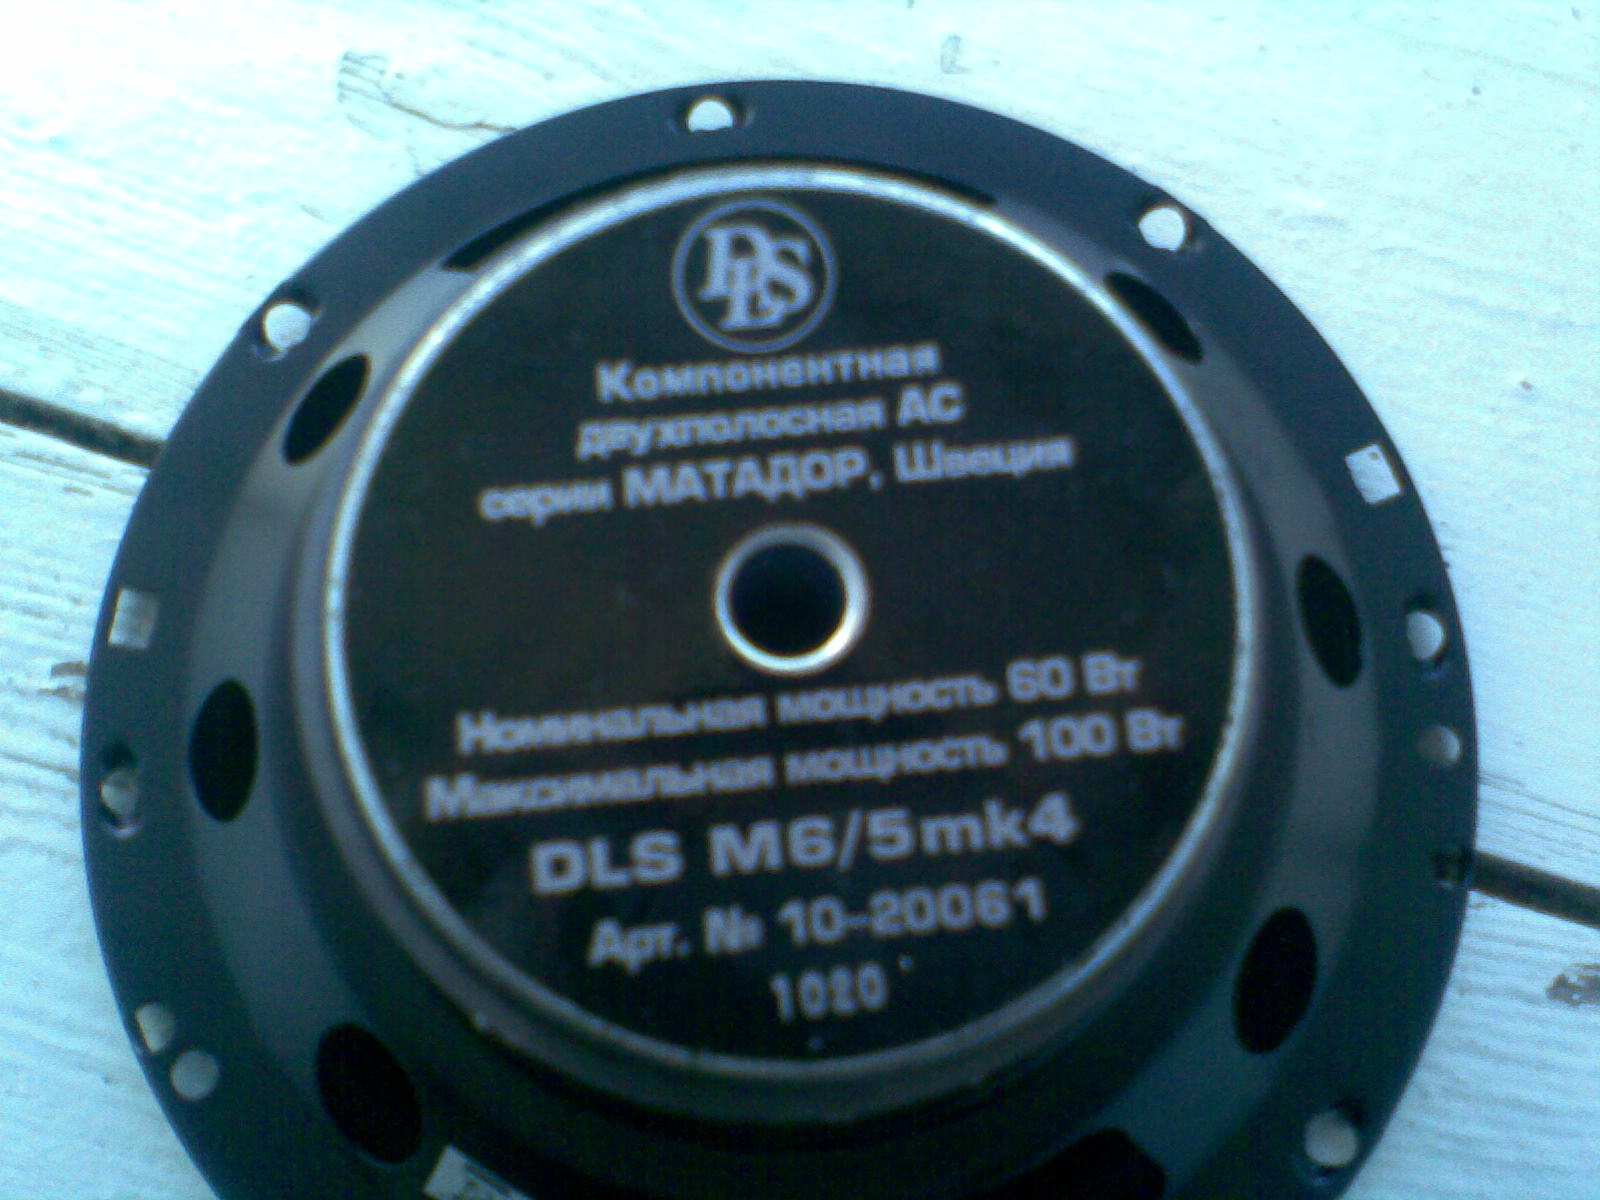 DLS
Компонентная
двухполосная АС
серии МАТАДОР, Швеция
Номинальная мощность 60 Вт
Максимальная мощность 100 Вт
DLS M6/5mk4
Арт. № 10-20061
1020